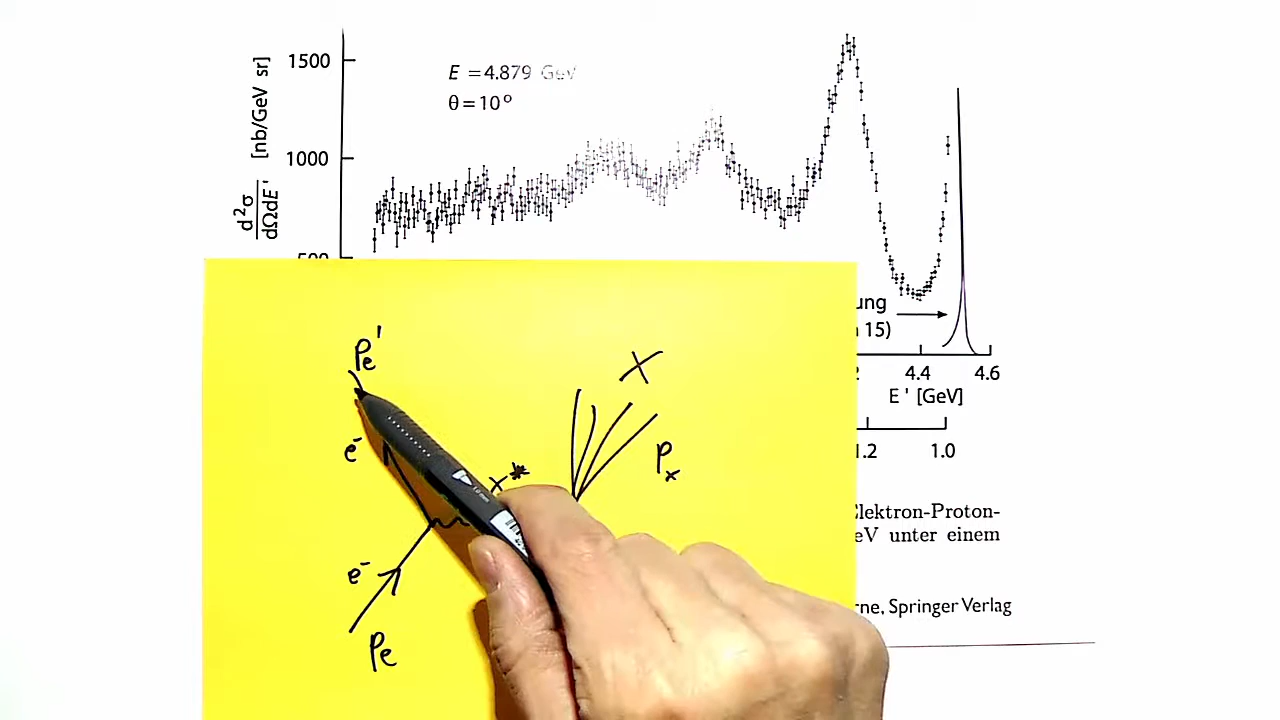 1500
E = 4.879 GeV
θ = 10°
d²σ
dΩdE'
[nb/GeV sr]
1000
500
ung
15)
4.4
4.6
E' [GeV]
1.2
1.0
Pe'
X
e⁻
Pₓ
e⁻
Pe
Elektron-Proton-
eV unter einem
rne, Springer Verlag